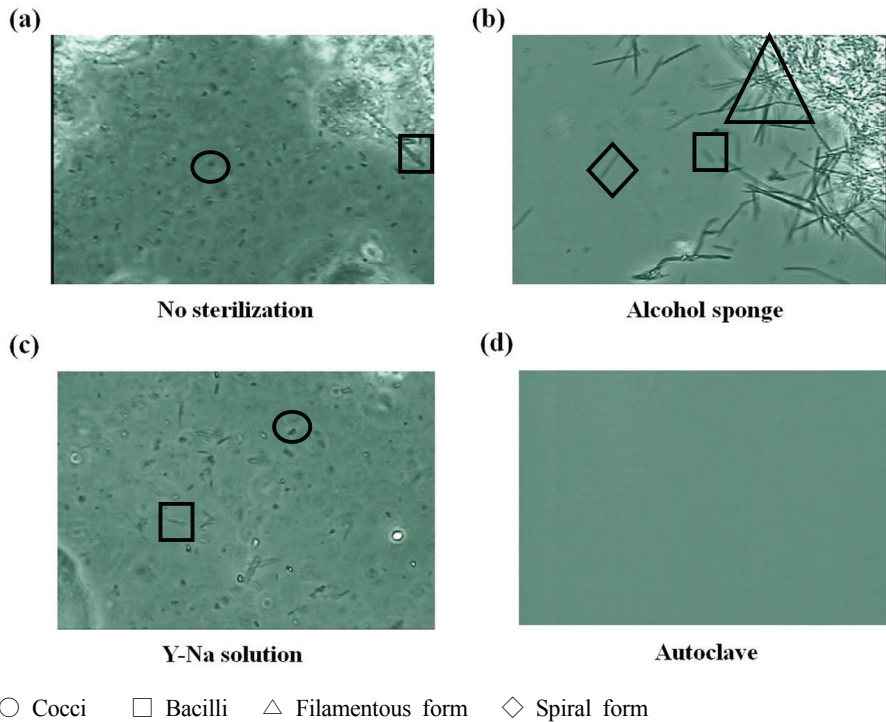 (a)
(b)
No sterilization
Alcohol sponge
(c)
(d)
Y-Na solution
Autoclave
Cocci Bacilli Filamentous form Spiral form